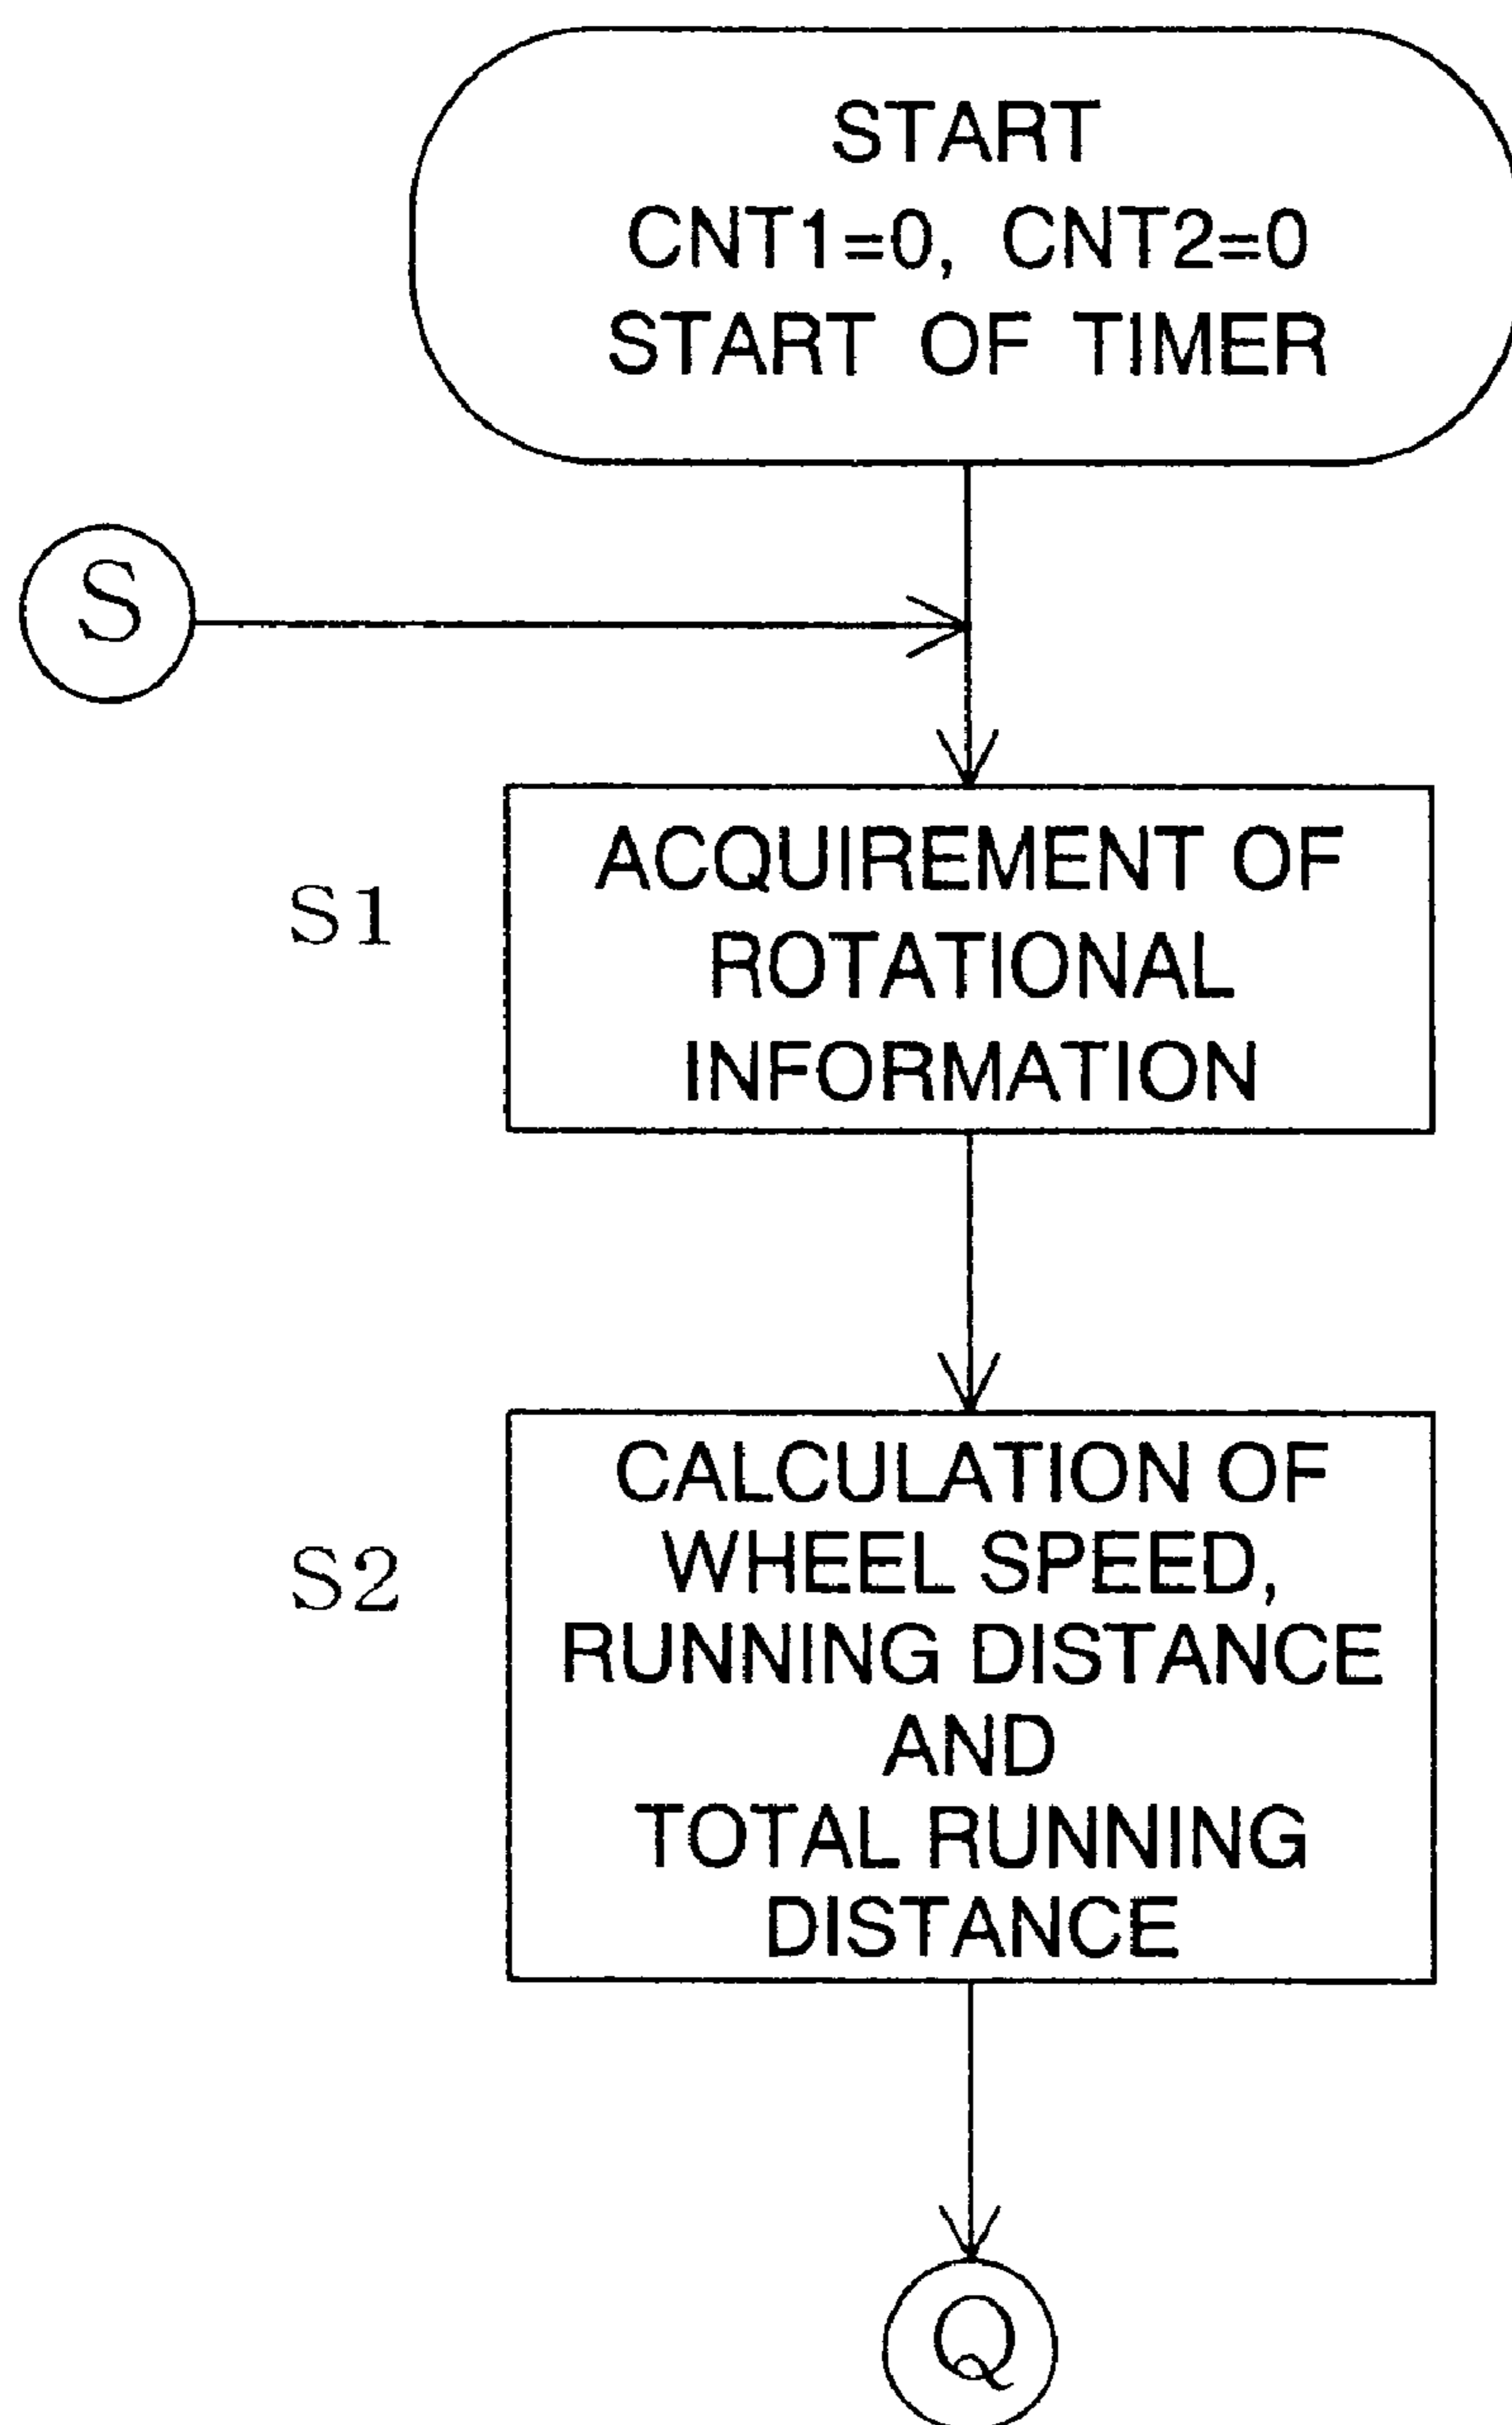 START
CNT1=0, CNT2=0
START OF TIMER
S
S1
ACQUIREMENT OF
ROTATIONAL
INFORMATION
S2
CALCULATION OF
WHEEL SPEED,
RUNNING DISTANCE
AND
TOTAL RUNNING
DISTANCE
Q